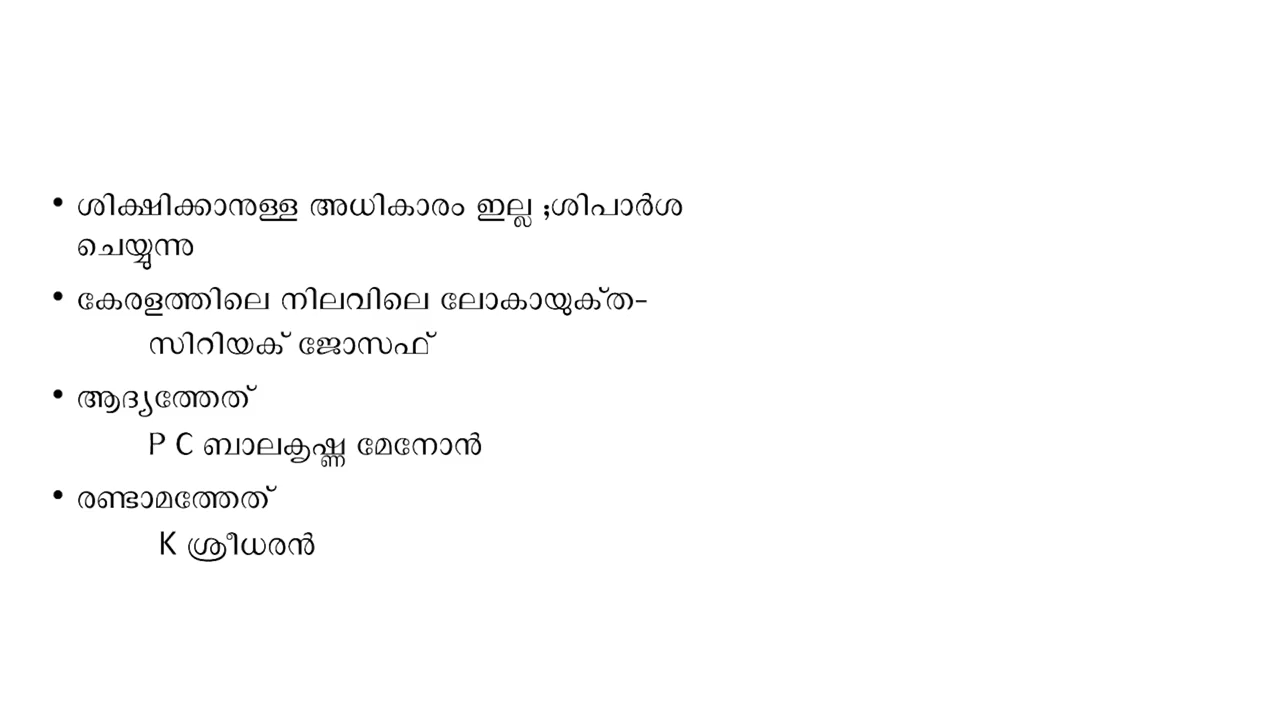 • ശിക്ഷിക്കാനുള്ള അധികാരം ഇല്ല ;ശിപാർശ
ചെയ്യുന്നു
• കേരളത്തിലെ നിലവിലെ ലോകായുക്ത-
സിറിയക് ജോസഫ്
• ആദ്യത്തേത്
P C ബാലകൃഷ്ണ മേനോൻ
• രണ്ടാമത്തേത്
K ശ്രീധരൻ